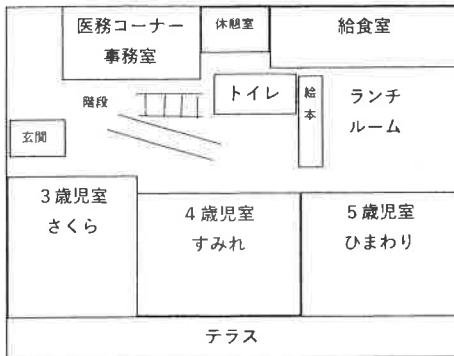 医務コーナー
事務室
休憩室
給食室
階段
トイレ
絵本
ランチ
ルーム
玄関
3歳児室
さくら
4歳児室
すみれ
5歳児室
ひまわり
テラス